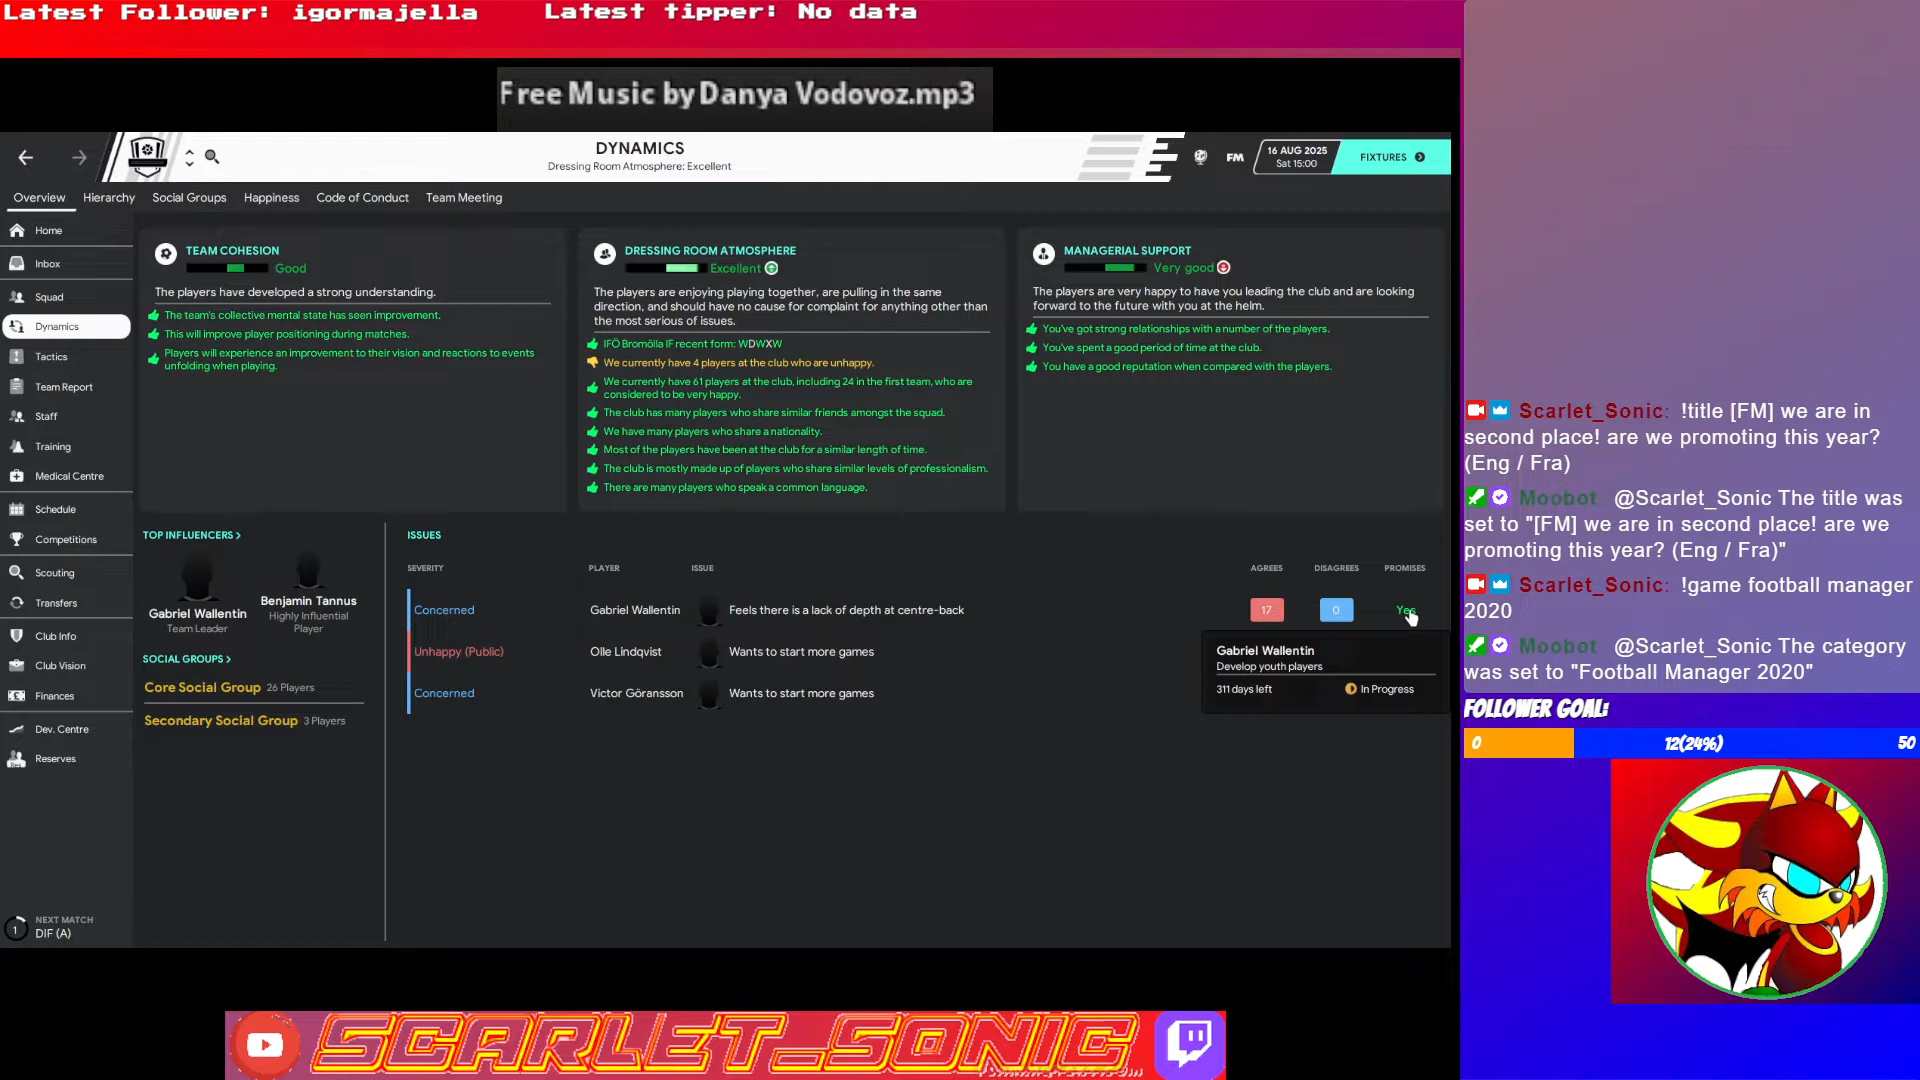 Latest Follower: igormajella
Latest tipper: No data
Free Music by Danya Vodovoz.mp3
DYNAMICS
Dressing Room Atmosphere: Excellent
FM
16 AUG 2025
Sat 15:00
FIXTURES
Overview
Hierarchy
Social Groups
Happiness
Code of Conduct
Team Meeting
Home
Inbox
Squad
Dynamics
Tactics
Team Report
Staff
Training
Medical Centre
Schedule
Competitions
Scouting
Transfers
Club Info
Club Vision
Finances
Dev. Centre
Reserves
1
NEXT MATCH
DIF (A)
TEAM COHESION
Good
The players have developed a strong understanding.
The team's collective mental state has seen improvement.
This will improve player positioning during matches.
Players will experience an improvement to their vision and reactions to events
unfolding when playing.
DRESSING ROOM ATMOSPHERE
Excellent
The players are enjoying playing together, are pulling in the same
direction, and should have no cause for complaint for anything other than
the most serious of issues.
IFÖ Bromölla IF recent form: WDWXW
We currently have 4 players at the club who are unhappy.
We currently have 61 players at the club, including 24 in the first team, who are
considered to be very happy.
The club has many players who share similar friends amongst the squad.
We have many players who share a nationality.
Most of the players have been at the club for a similar length of time.
The club is mostly made up of players who share similar levels of professionalism.
There are many players who speak a common language.
MANAGERIAL SUPPORT
Very good
The players are very happy to have you leading the club and are looking
forward to the future with you at the helm.
You've got strong relationships with a number of the players.
You've spent a good period of time at the club.
You have a good reputation when compared with the players.
TOP INFLUENCERS >
Gabriel Wallentin
Team Leader
Benjamin Tannus
Highly Influential
Player
SOCIAL GROUPS >
Core Social Group 26 Players
Secondary Social Group 3 Players
ISSUES
SEVERITY PLAYER ISSUE AGREES DISAGREES PROMISES
Concerned Gabriel Wallentin Feels there is a lack of depth at centre-back 17 0 Yes
Unhappy (Public) Olle Lindqvist Wants to start more games
Concerned Victor Göransson Wants to start more games
Gabriel Wallentin
Develop youth players
311 days left In Progress
Scarlet_Sonic: !title [FM] we are in
second place! are we promoting this year?
(Eng / Fra)
Moobot @Scarlet_Sonic The title was
set to "[FM] we are in second place! are we
promoting this year? (Eng / Fra)"
Scarlet_Sonic: !game football manager
2020
Moobot @Scarlet_Sonic The category
was set to "Football Manager 2020"
FOLLOWER GOAL:
0 12(24%) 50
SCARLET_SONIC